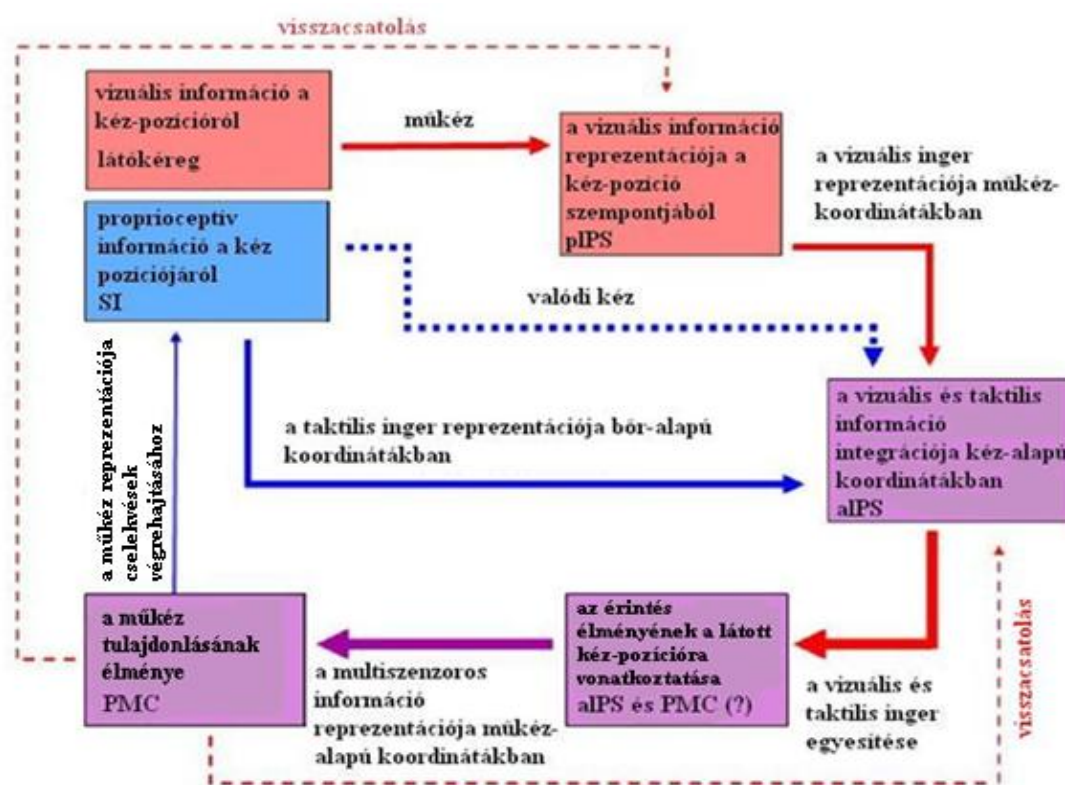 visszacsatolás
vizuális információ a
kéz-pozícióról
látókéreg
műkéz
a vizuális információ
reprezentációja a
kéz-pozíció
szempontjából
pIPS
a vizuális inger
reprezentációja műkéz-
koordinátákban
proprioceptív
információ a kéz
pozíciójáról
SI
valódi kéz
a taktilis inger reprezentációja bőr-alapú
koordinátákban
a vizuális és taktilis
információ
integrációja kéz-alapú
koordinátákban
aIPS
a műkéz reprezentációja
cselekvések
végrehajtásához
a műkéz
tulajdonlásának
élménye
PMC
a multiszenzoros
információ
reprezentációja műkéz-
alapú koordinátákban
az érintés
élményének a látott
kéz-pozícióra
vonatkoztatása
aIPS és PMC (?)
a vizuális és
taktilis inger
egyesítése
visszacsatolás